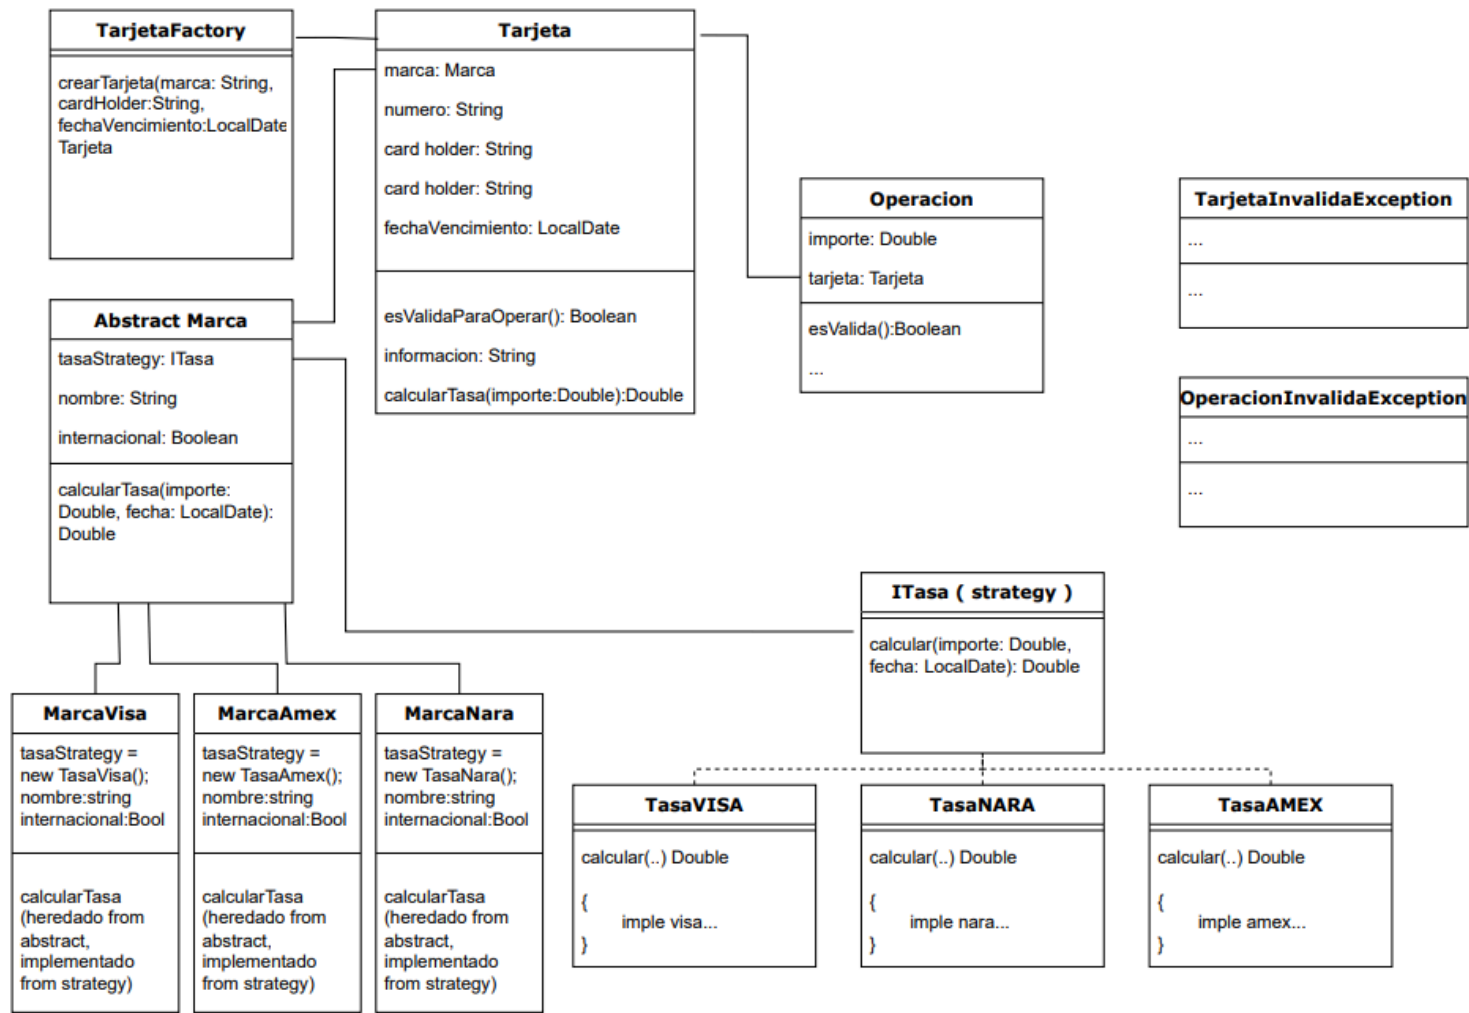 TarjetaFactory
crearTarjeta(marca: String,
cardHolder:String,
fechaVencimiento:LocalDate
Tarjeta
Tarjeta
marca: Marca
numero: String
card holder: String
card holder: String
fechaVencimiento: LocalDate
esValidaParaOperar(): Boolean
informacion: String
calcularTasa(importe:Double):Double
Operacion
importe: Double
tarjeta: Tarjeta
esValida():Boolean
...
TarjetaInvalidaException
...
...
OperacionInvalidaException
...
...
Abstract Marca
tasaStrategy: ITasa
nombre: String
internacional: Boolean
calcularTasa(importe:
Double, fecha: LocalDate):
Double
ITasa ( strategy )
calcular(importe: Double,
fecha: LocalDate): Double
MarcaVisa
tasaStrategy =
new TasaVisa();
nombre:string
internacional:Bool
calcularTasa
(heredado from
abstract,
implementado
from strategy)
MarcaAmex
tasaStrategy =
new TasaAmex();
nombre:string
internacional:Bool
calcularTasa
(heredado from
abstract,
implementado
from strategy)
MarcaNara
tasaStrategy =
new TasaNara();
nombre:string
internacional:Bool
calcularTasa
(heredado from
abstract,
implementado
from strategy)
TasaVISA
calcular(..) Double
{
imple visa...
}
TasaNARA
calcular(..) Double
{
imple nara...
}
TasaAMEX
calcular(..) Double
{
imple amex...
}